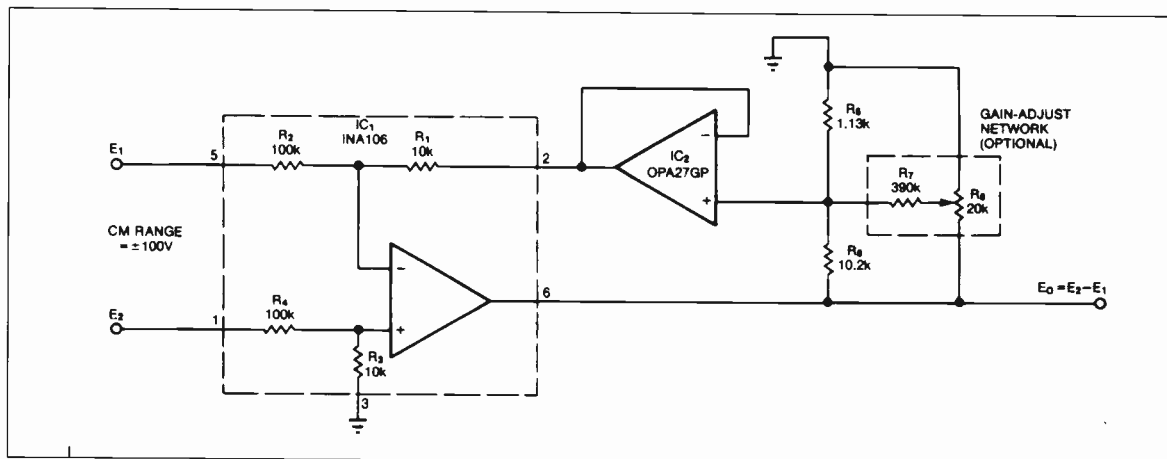 IC1
INA106
R2
100k
R1
10k
E1
5
2
CM RANGE
= ±100V
−
+
6
E2
1
R4
100k
R3
10k
3
−
IC2
OPA27GP
+
R5
1.13k
GAIN-ADJUST
NETWORK
(OPTIONAL)
R7
390k
R8
20k
R6
10.2k
EO = E2−E1